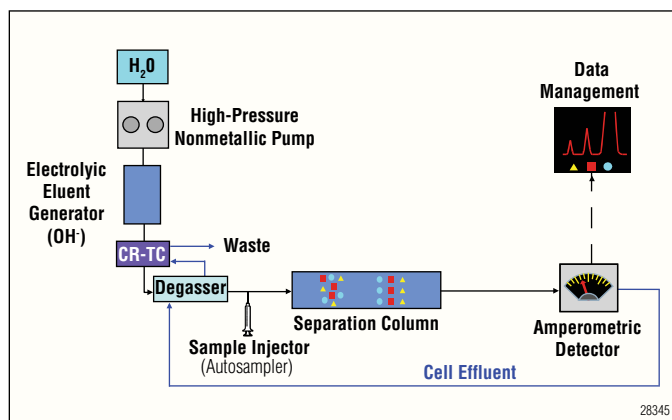 H₂O
High-Pressure
Nonmetallic Pump
Electrolyic
Eluent
Generator
(OH⁻)
CR-TC
Waste
Degasser
Sample Injector
(Autosampler)
Separation Column
Data
Management
Amperometric
Detector
Cell Effluent
28345